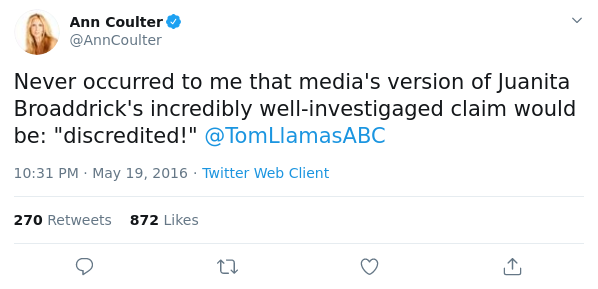 Ann Coulter
@AnnCoulter
Never occurred to me that media's version of Juanita
Broaddrick's incredibly well-investigaged claim would
be: "discredited!" @TomLlamasABC
10:31 PM · May 19, 2016 · Twitter Web Client
270 Retweets 872 Likes